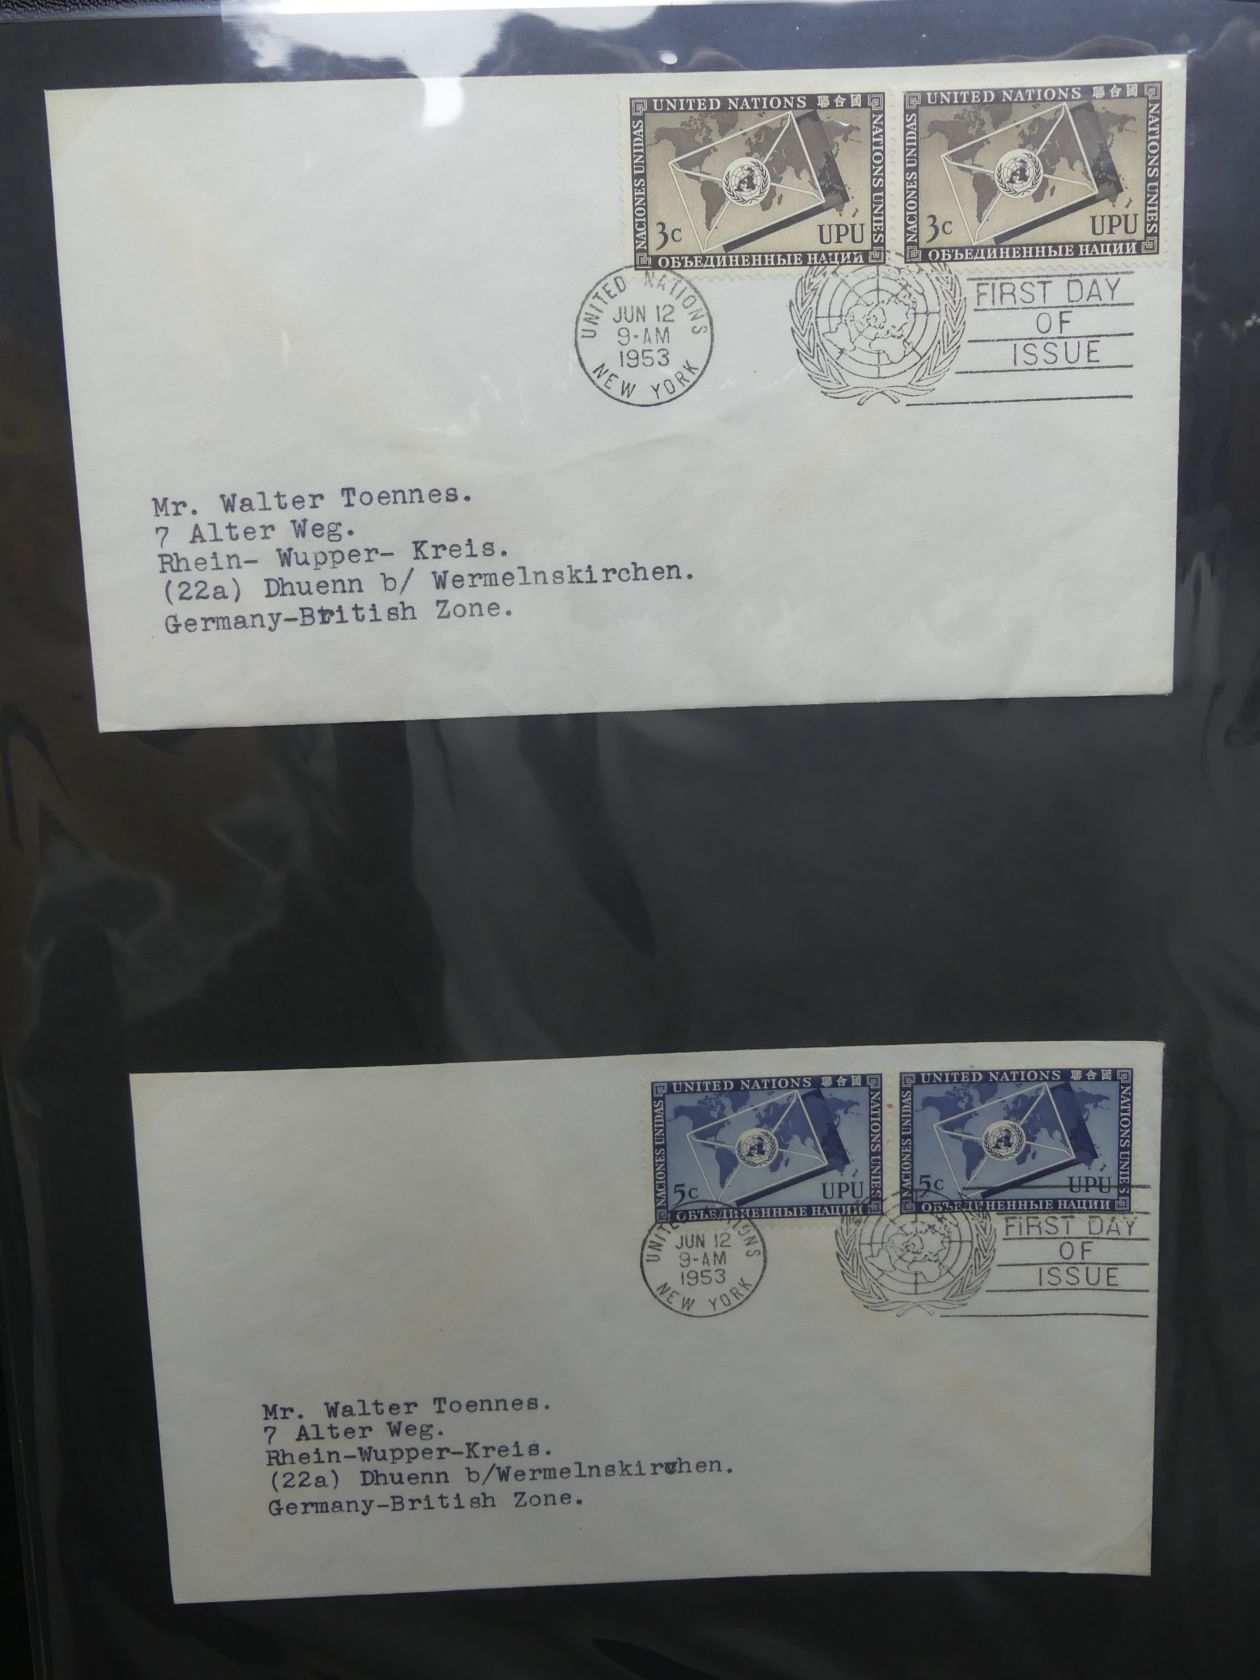 UNITED NATIONS 聯合國
NACIONES UNIDAS
NATIONS UNIES
3c
UPU
ОБЪЕДИНЕННЫЕ НАЦИИ
UNITED NATIONS 聯合國
NACIONES UNIDAS
NATIONS UNIES
3c
UPU
ОБЪЕДИНЕННЫЕ НАЦИИ
UNITED NATIONS
JUN 12
9-AM
1953
NEW YORK
FIRST DAY
OF
ISSUE
Mr. Walter Toennes.
7 Alter Weg.
Rhein- Wupper- Kreis.
(22a) Dhuenn b/ Wermelnskirchen.
Germany-British Zone.
UNITED NATIONS 聯合國
NACIONES UNIDAS
NATIONS UNIES
5c
UPU
ОБЪЕДИНЕННЫЕ НАЦИИ
UNITED NATIONS 聯合國
NACIONES UNIDAS
NATIONS UNIES
5c
UPU
ОБЪЕДИНЕННЫЕ НАЦИИ
UNITED NATIONS
JUN 12
9-AM
1953
NEW YORK
FIRST DAY
OF
ISSUE
Mr. Walter Toennes.
7 Alter Weg.
Rhein-Wupper-Kreis.
(22a) Dhuenn b/Wermelnskirchen.
Germany-British Zone.